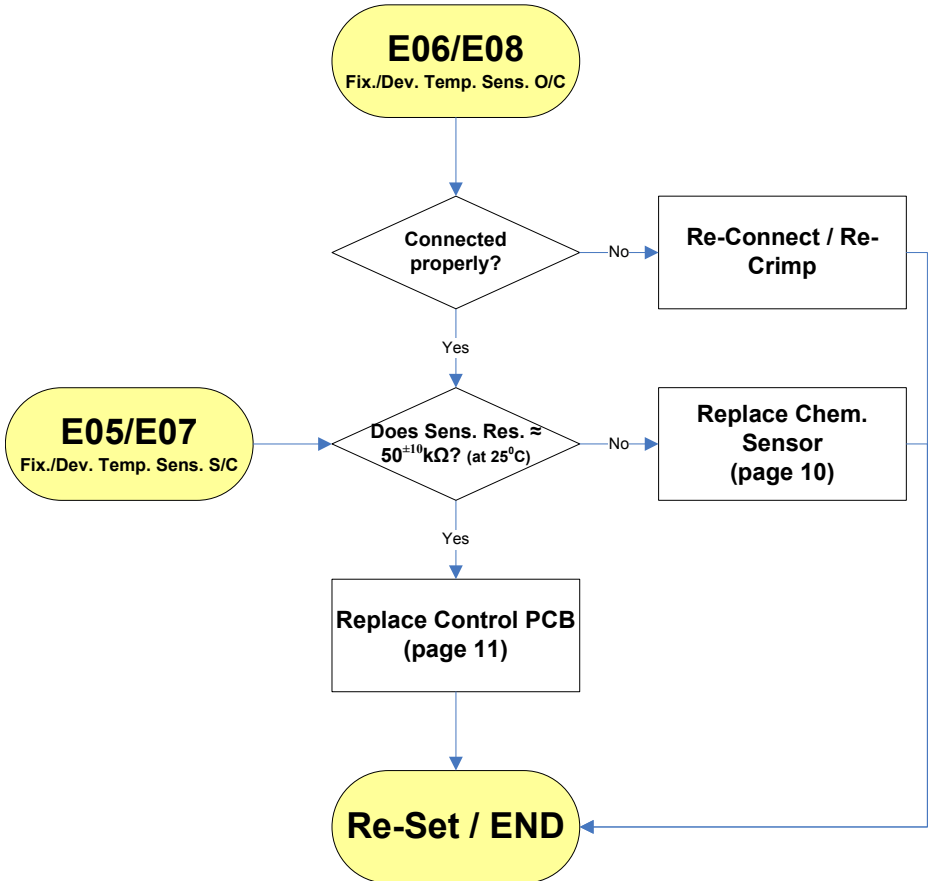 E06/E08
Fix./Dev. Temp. Sens. O/C
Connected
properly?
No
Re-Connect / Re-
Crimp
Yes
E05/E07
Fix./Dev. Temp. Sens. S/C
Does Sens. Res. ≈
50±10kΩ? (at 25⁰C)
No
Replace Chem.
Sensor
(page 10)
Yes
Replace Control PCB
(page 11)
Re-Set / END